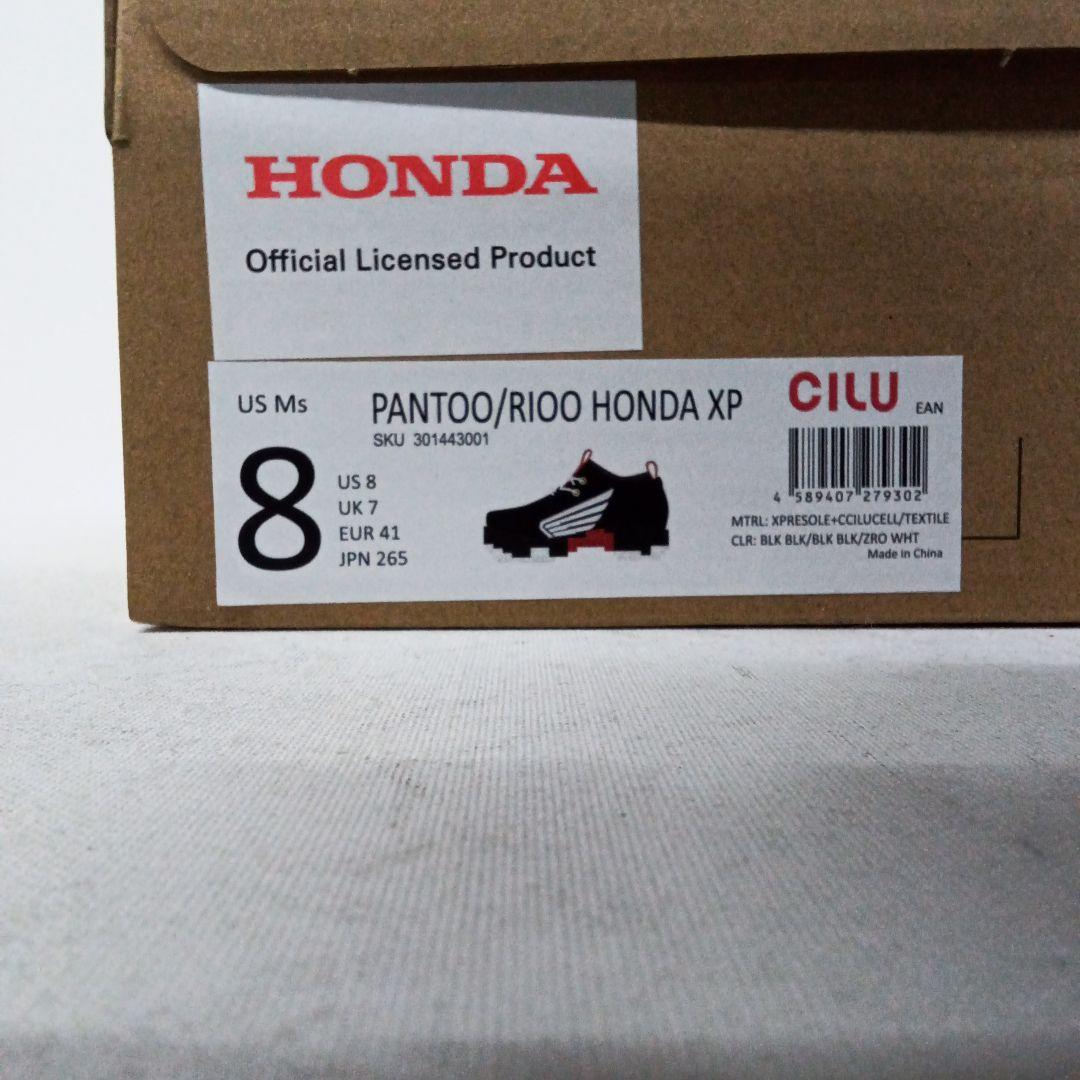 HONDA
Official Licensed Product
US Ms
8
US 8
UK 7
EUR 41
JPN 265
PANTOO/RIOO HONDA XP
SKU 301443001
CILU
EAN
4 589407 279302
MTRL: XPRESOLE+CCILUCELL/TEXTILE
CLR: BLK BLK/BLK BLK/ZRO WHT
Made in China